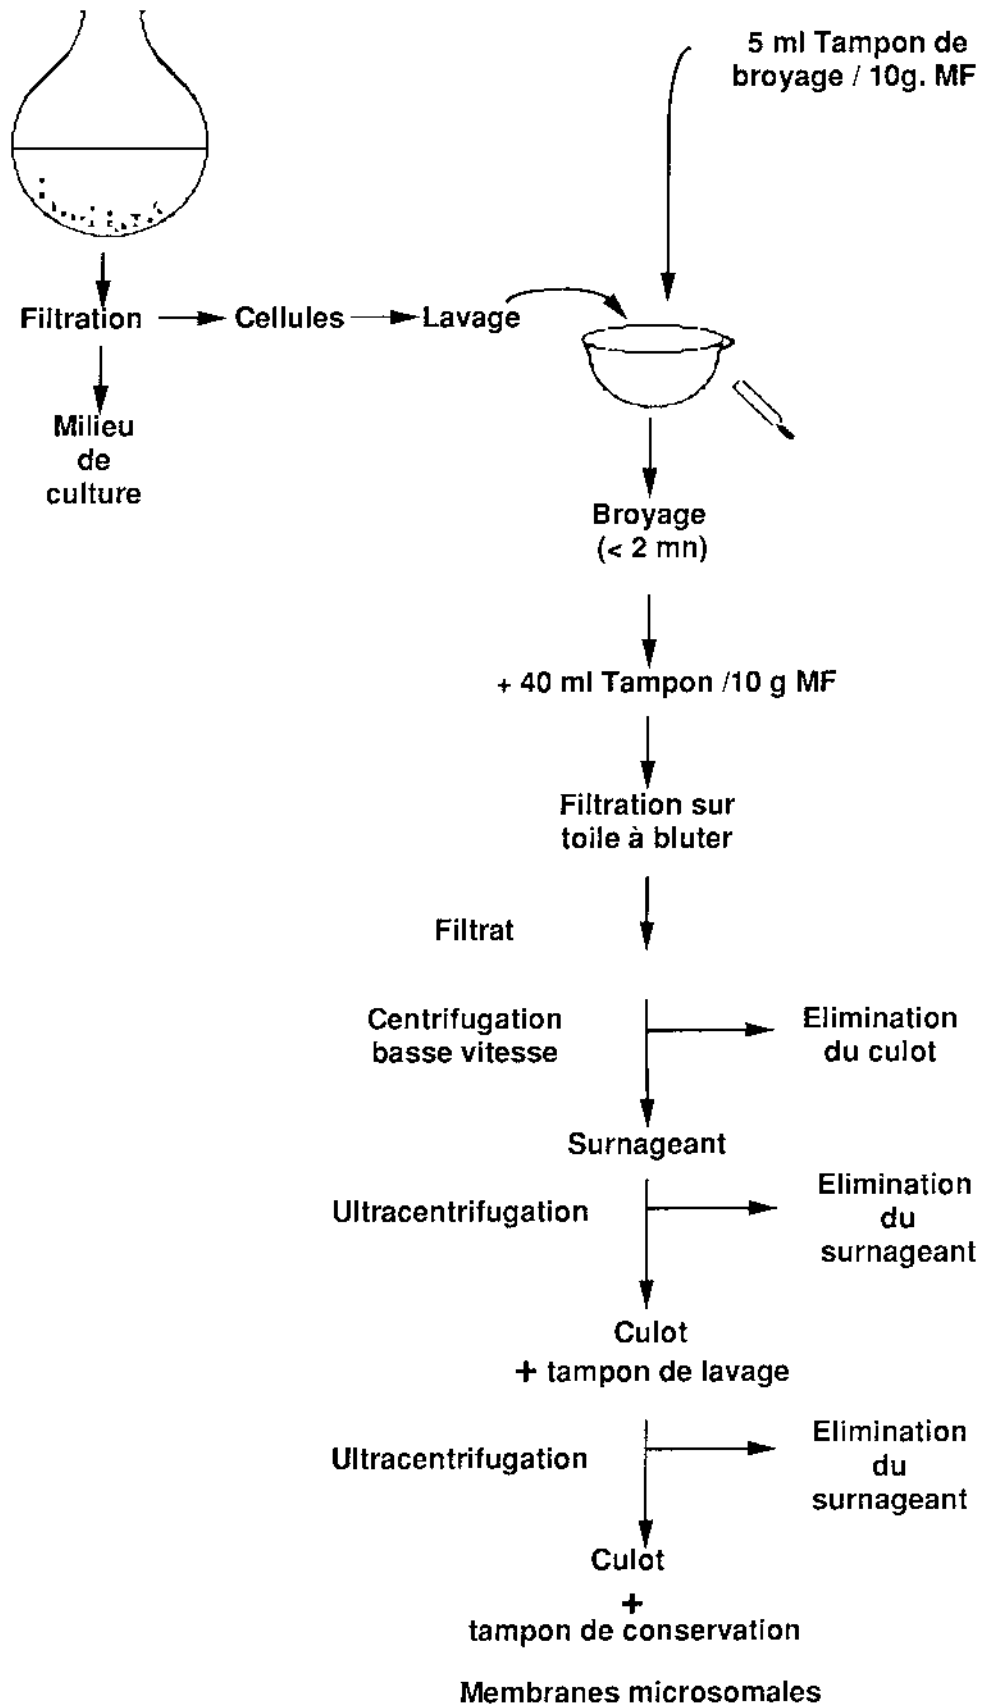 5 ml Tampon de
broyage / 10g. MF
Filtration
Cellules
Lavage
Milieu
de
culture
Broyage
(< 2 mn)
+ 40 ml Tampon /10 g MF
Filtration sur
toile à bluter
Filtrat
Centrifugation
basse vitesse
Elimination
du culot
Surnageant
Ultracentrifugation
Elimination
du
surnageant
Culot
+ tampon de lavage
Ultracentrifugation
Elimination
du
surnageant
Culot
+
tampon de conservation
Membranes microsomales